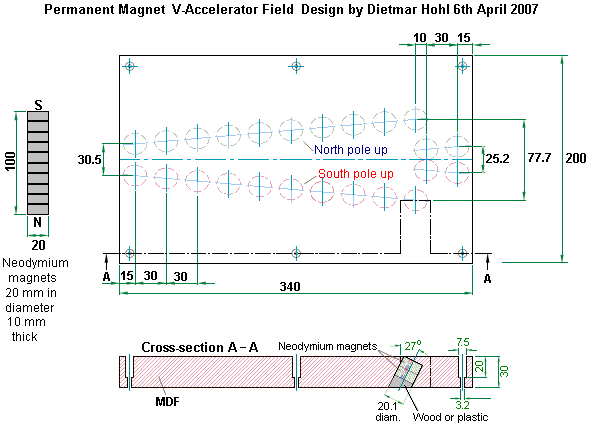 Permanent Magnet V-Accelerator Field Design by Dietmar Hohl 6th April 2007
10 30 15
S
100
N
20
Neodymium
magnets
20 mm in
diameter
10 mm
thick
30.5
North pole up
South pole up
25.2
77.7
200
A
A
15 30 30
340
Cross-section A – A
Neodymium magnets
27°
7.5
20
30
MDF
20.1
diam.
Wood or plastic
3.2